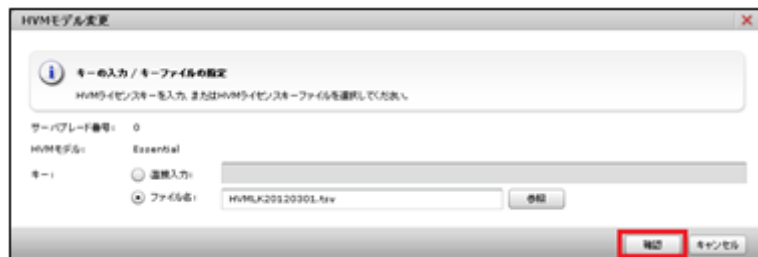 HVMモデル変更
キーの入力 / キーファイルの指定
HVMライセンスキーを入力, またはHVMライセンスキーファイルを選択してください。
サーバブレード番号: 0
HVMモデル: Essential
キー: 直接入力:
ファイル名: HVMLK20120301.tsv 参照
確認 キャンセル